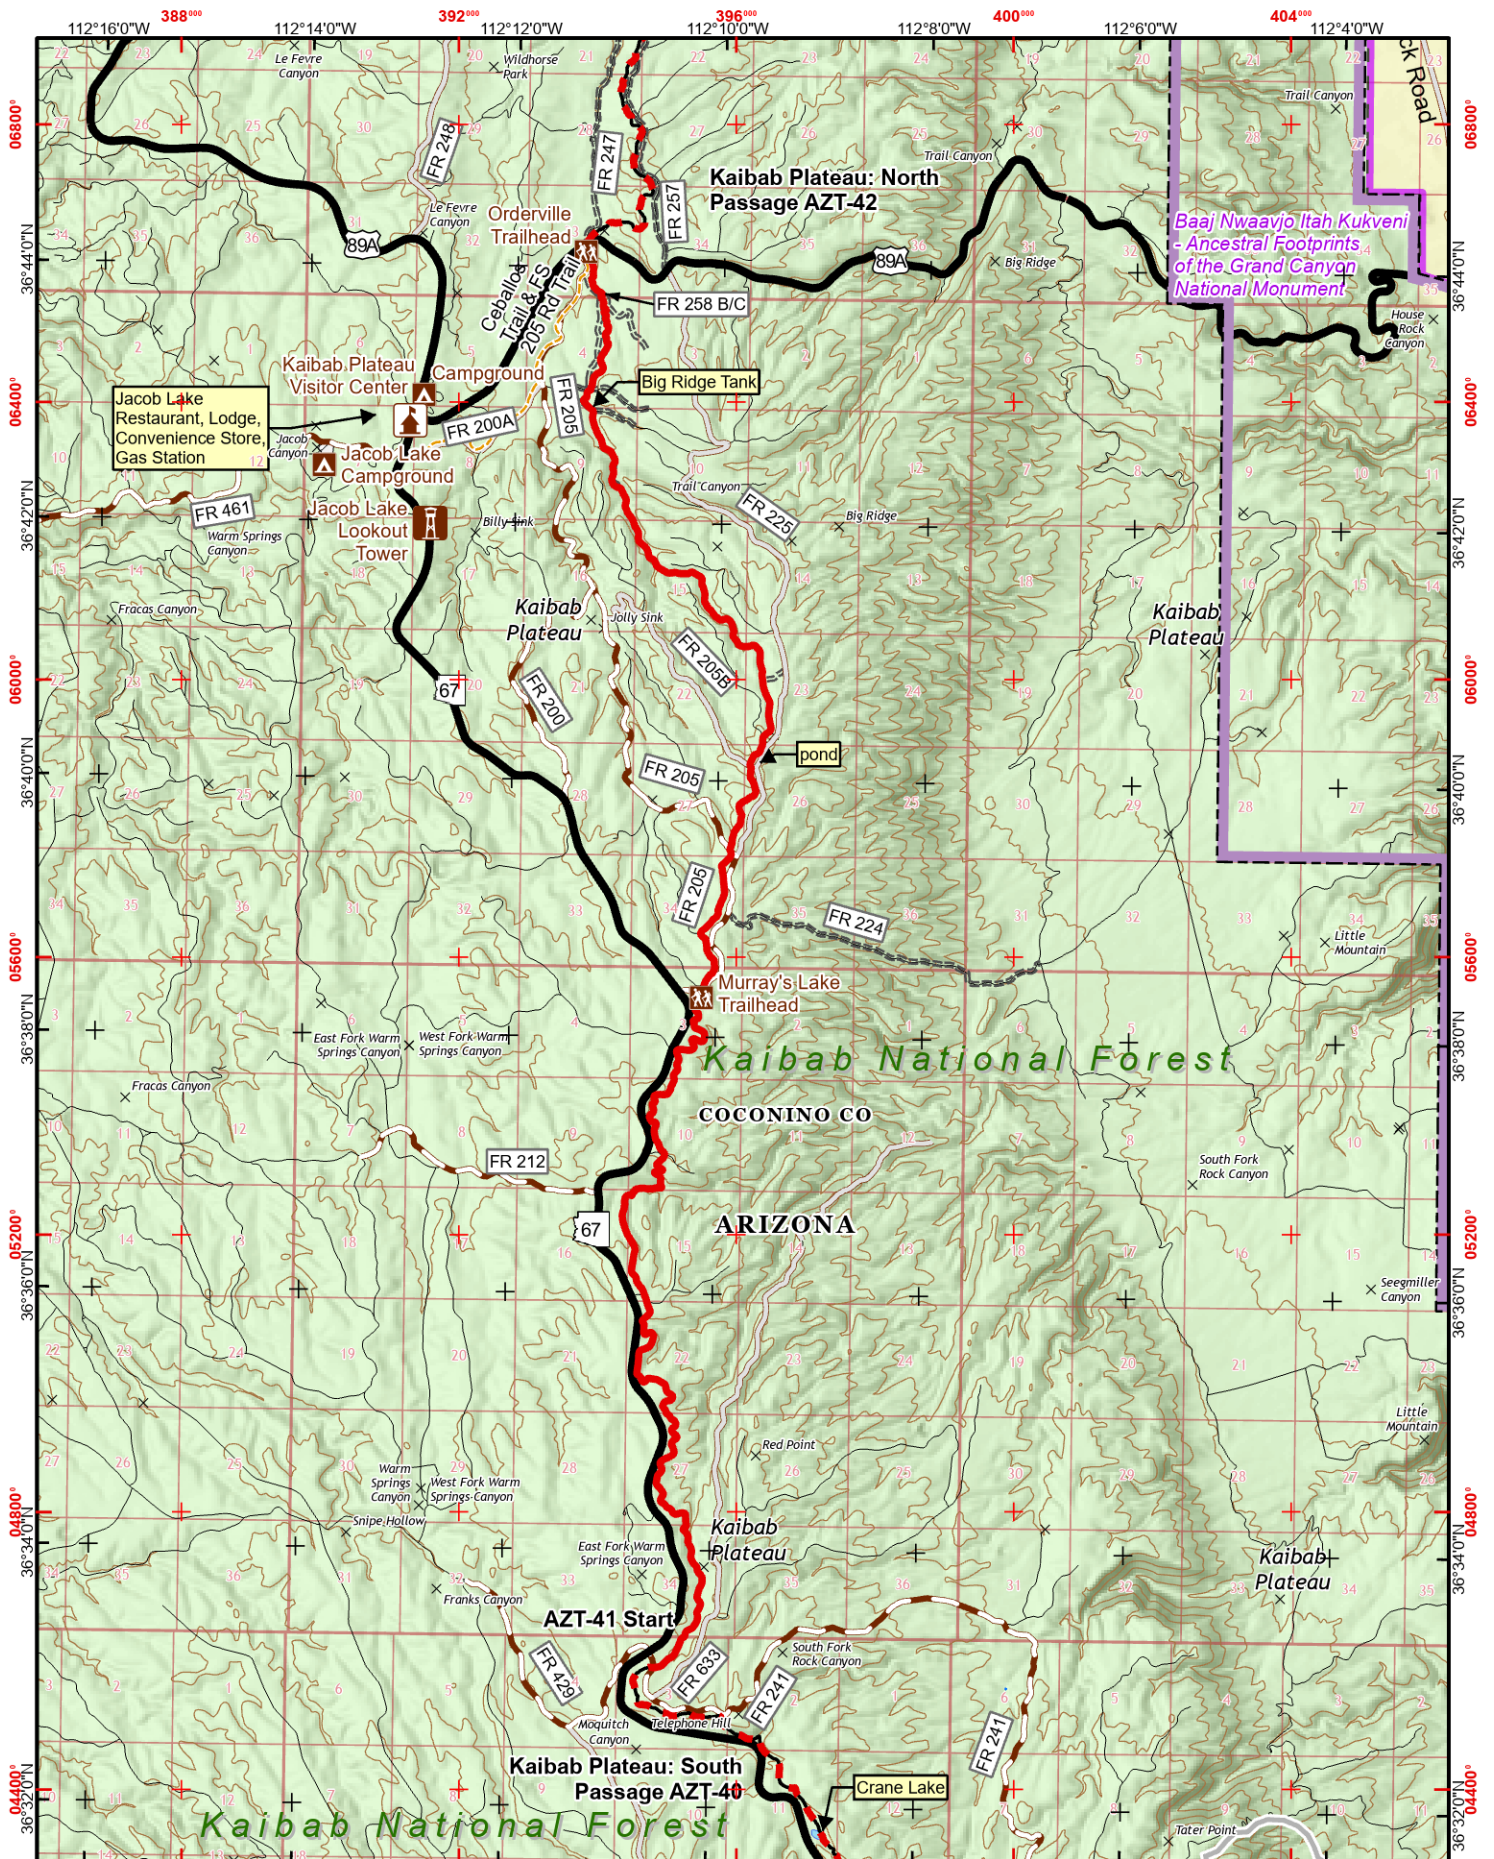 388000
392000
396000
400000
404000
112°16'0"W
112°14'0"W
112°12'0"W
112°10'0"W
112°8'0"W
112°6'0"W
112°4'0"W
06800°
06400°
06000°
05600°
05200°
04800°
04400°
36°44'0"N
36°42'0"N
36°40'0"N
36°38'0"N
36°36'0"N
36°34'0"N
36°32'0"N
Le Fevre
Canyon
Wildhorse
Park
ck Road
Trail Canyon
FR 248
FR 247
FR 257
Trail Canyon
Kaibab Plateau: North
Passage AZT-42
Le Fevre
Canyon
Orderville
Trailhead
89A
89A
Big Ridge
Baaj Nwaavjo Itah Kukveni
- Ancestral Footprints
of the Grand Canyon
National Monument
Ceballos
Trail & FS
205 Rd Trail
FR 258 B/C
House
Rock
Canyon
Kaibab Plateau
Visitor Center
Campground
Big Ridge Tank
Jacob Lake
Restaurant, Lodge,
Convenience Store,
Gas Station
FR 205
FR 200A
Jacob
Canyon
Jacob Lake
Campground
Trail Canyon
FR 225
Big Ridge
FR 461
Jacob Lake
Lookout
Tower
Billy Sink
Warm Springs
Canyon
Fracas Canyon
Kaibab
Plateau
Jolly Sink
Kaibab
Plateau
FR 205B
FR 200
67
pond
FR 205
FR 205
FR 224
Little
Mountain
Murray's Lake
Trailhead
East Fork Warm
Springs Canyon
West Fork Warm
Springs Canyon
Kaibab National Forest
Fracas Canyon
COCONINO CO
FR 212
South Fork
Rock Canyon
67
ARIZONA
Seegmiller
Canyon
Little
Mountain
Red Point
Warm
Springs
Canyon
West Fork Warm
Springs Canyon
Snipe Hollow
Kaibab
Plateau
East Fork Warm
Springs Canyon
Kaibab
Plateau
Franks Canyon
AZT-41 Start
South Fork
Rock Canyon
FR 429
FR 633
FR 241
FR 241
Moquitch
Canyon
Telephone Hill
Kaibab Plateau: South
Passage AZT-40
Crane Lake
Kaibab National Forest
Tater Point